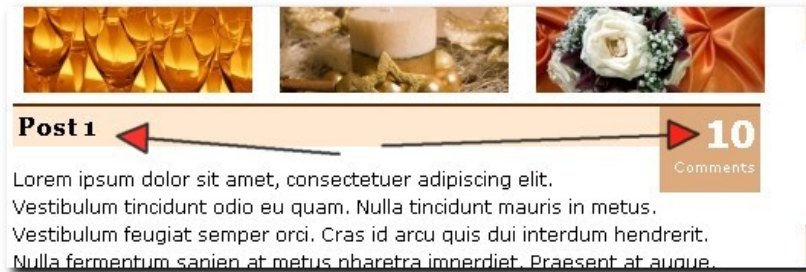 Post 1
10
Comments
Lorem ipsum dolor sit amet, consectetuer adipiscing elit.
Vestibulum tincidunt odio eu quam. Nulla tincidunt mauris in metus.
Vestibulum feugiat semper orci. Cras id arcu quis dui interdum hendrerit.
Nulla fermentum sapien at metus pharetra imperdiet. Praesent at augue.